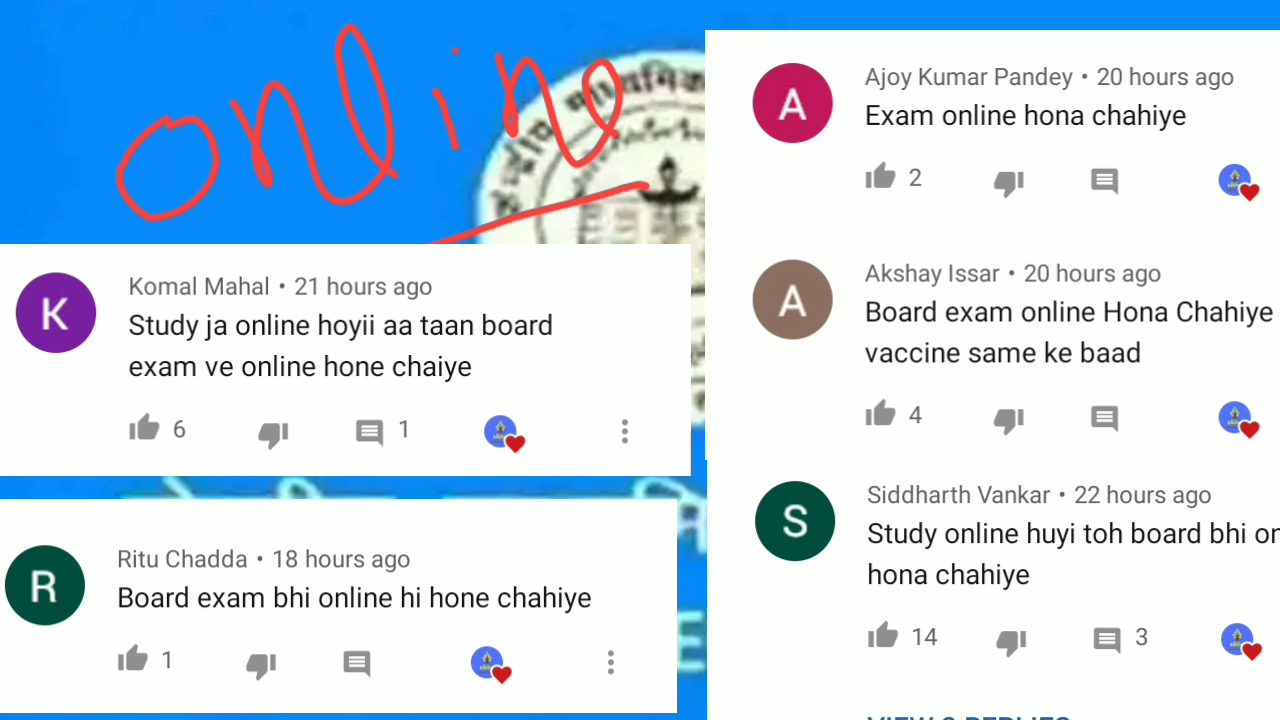 online
Komal Mahal • 21 hours ago
Study ja online hoyii aa taan board
exam ve online hone chaiye
6
1
Ritu Chadda • 18 hours ago
Board exam bhi online hi hone chahiye
1
Ajoy Kumar Pandey • 20 hours ago
Exam online hona chahiye
2
Akshay Issar • 20 hours ago
Board exam online Hona Chahiye
vaccine same ke baad
4
Siddharth Vankar • 22 hours ago
Study online huyi toh board bhi
hona chahiye
14
3